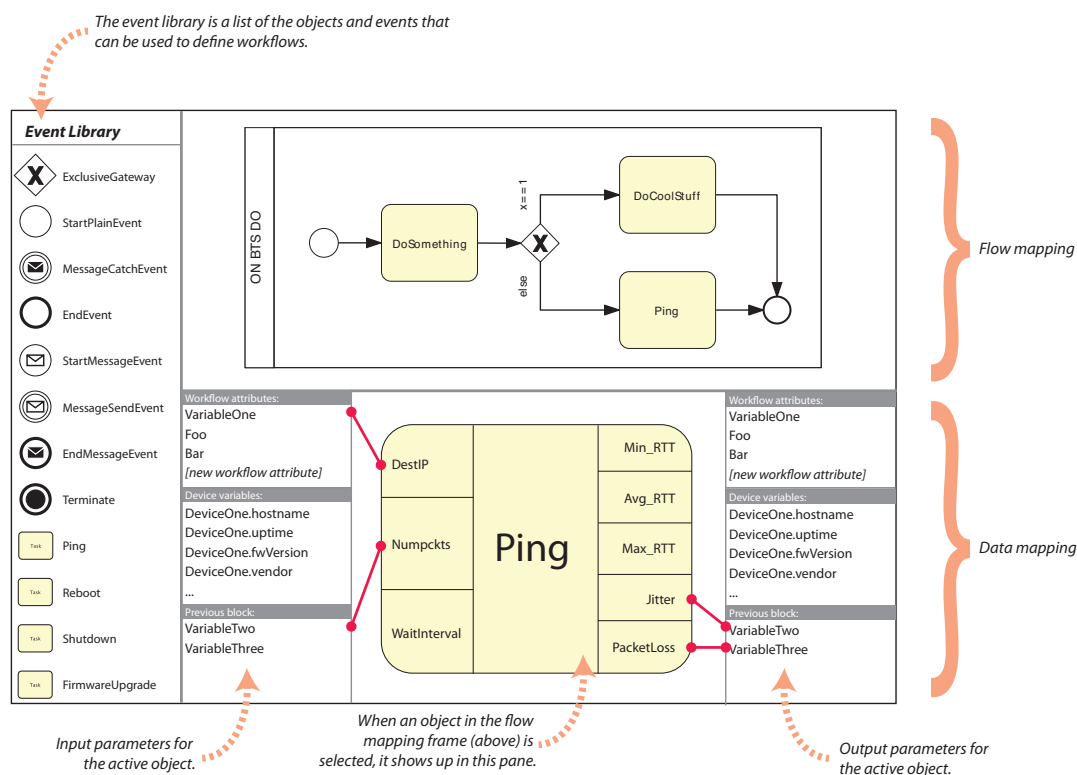 The event library is a list of the objects and events that
can be used to define workflows.
Event Library
ExclusiveGateway
StartPlainEvent
MessageCatchEvent
EndEvent
StartMessageEvent
MessageSendEvent
EndMessageEvent
Terminate
Task
Ping
Task
Reboot
Task
Shutdown
Task
FirmwareUpgrade
ON BTS DO
DoSomething
X
x==1
else
DoCoolStuff
Ping
Flow mapping
Workflow attributes:
VariableOne
Foo
Bar
[new workflow attribute]
Device variables:
DeviceOne.hostname
DeviceOne.uptime
DeviceOne.fwVersion
DeviceOne.vendor
...
Previous block:
VariableTwo
VariableThree
DestIP
Numpckts
WaitInterval
Ping
Min_RTT
Avg_RTT
Max_RTT
Jitter
PacketLoss
Workflow attributes:
VariableOne
Foo
Bar
[new workflow attribute]
Device variables:
DeviceOne.hostname
DeviceOne.uptime
DeviceOne.fwVersion
DeviceOne.vendor
...
Previous block:
VariableTwo
VariableThree
Data mapping
Input parameters for
the active object.
When an object in the flow
mapping frame (above) is
selected, it shows up in this pane.
Output parameters for
the active object.